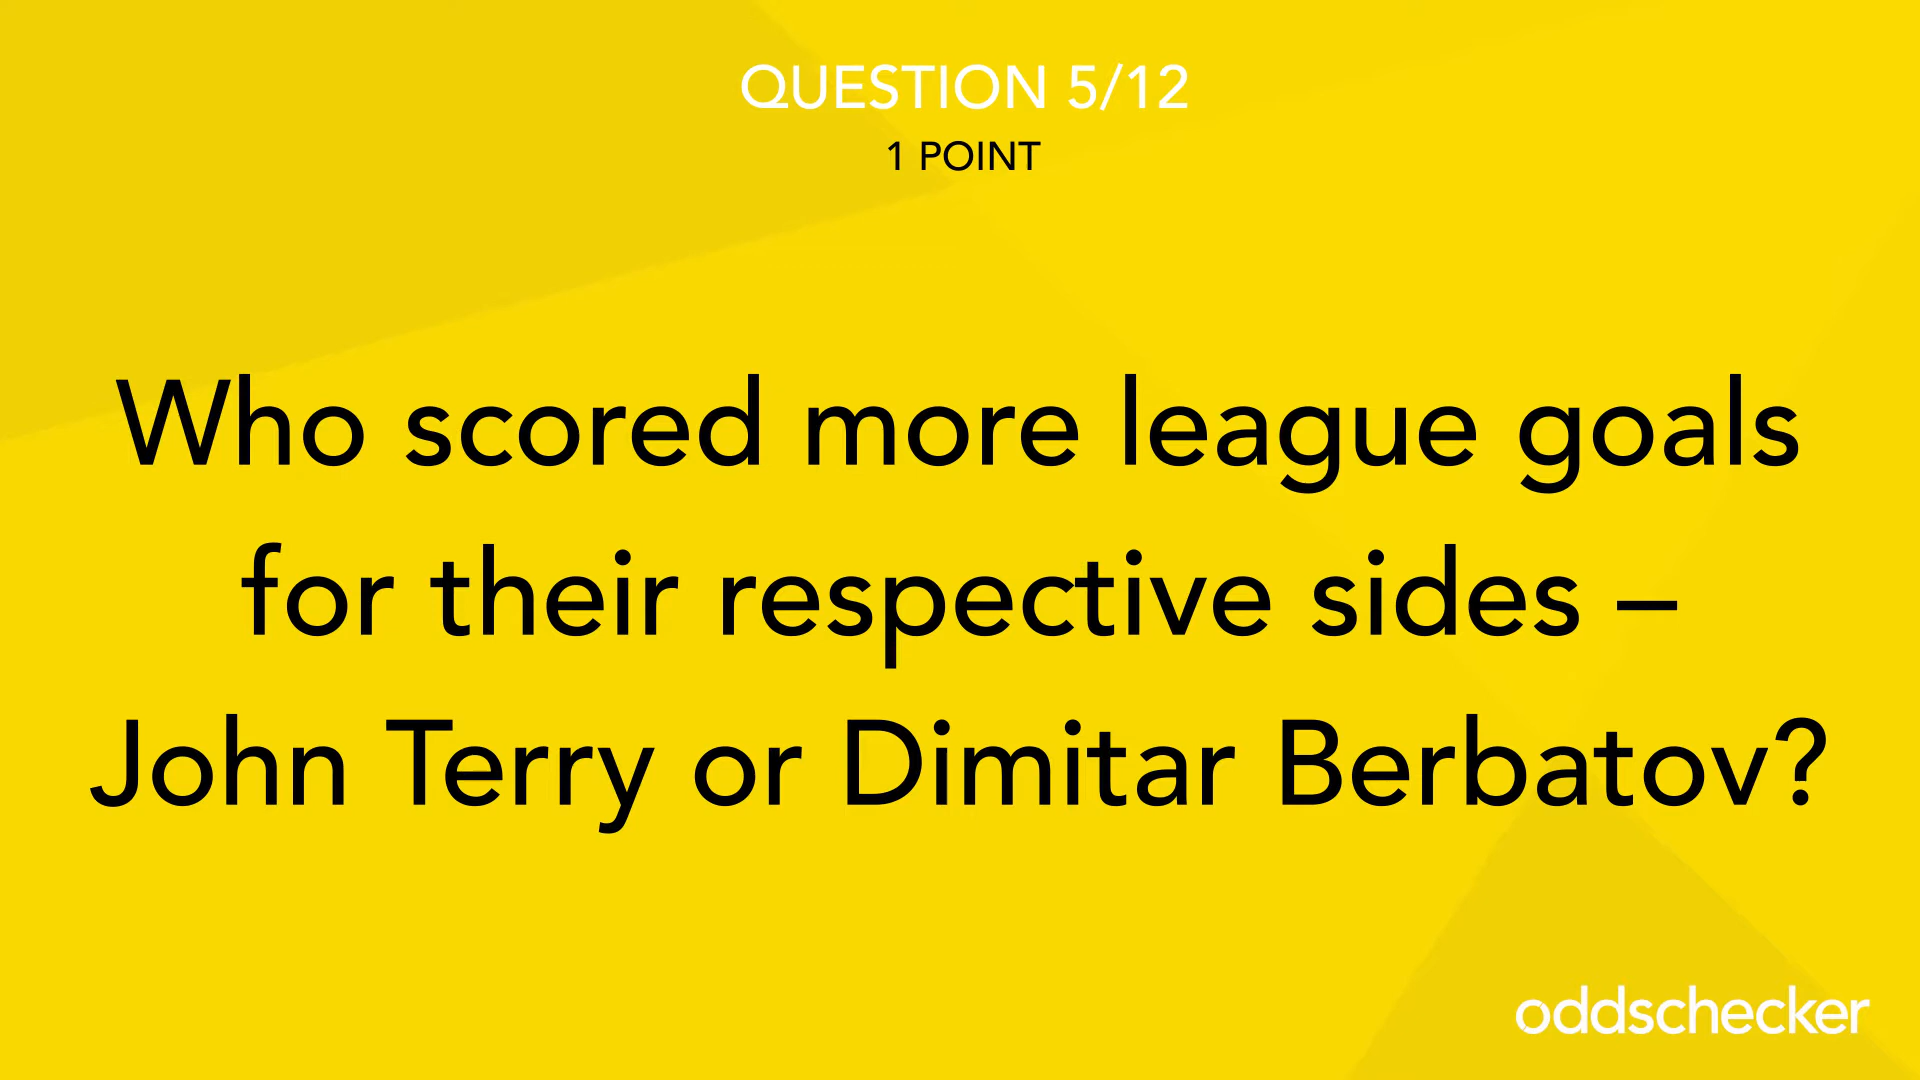 QUESTION 5/12
1 POINT
Who scored more league goals
for their respective sides –
John Terry or Dimitar Berbatov?
oddschecker